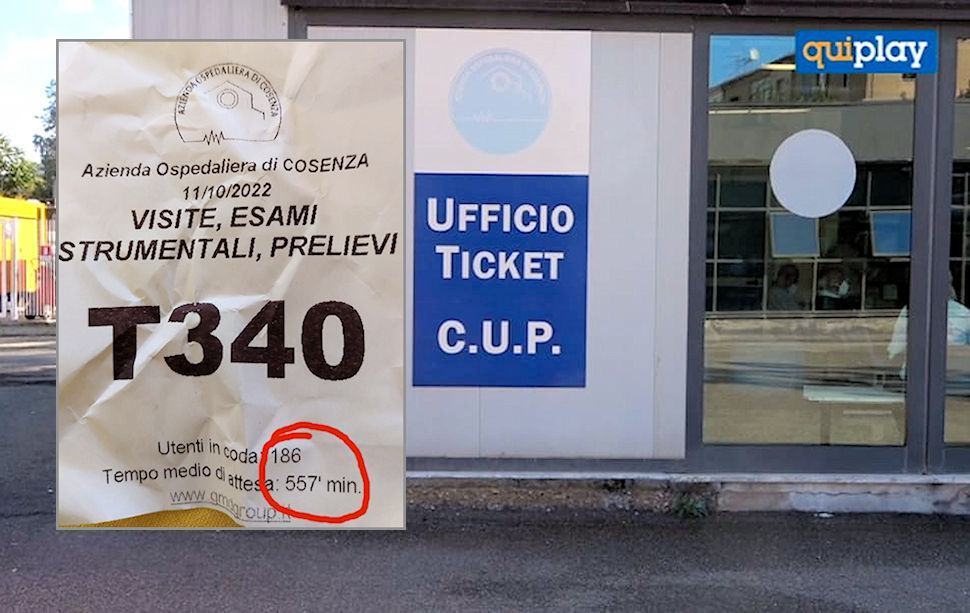 AZIENDA OSPEDALIERA DI COSENZA
Azienda Ospedaliera di COSENZA
11/10/2022
VISITE, ESAMI
STRUMENTALI, PRELIEVI
T340
Utenti in coda: 186
Tempo medio di attesa: 557' min.
www.gmdgroup.it
UFFICIO
TICKET
C.U.P.
quiplay